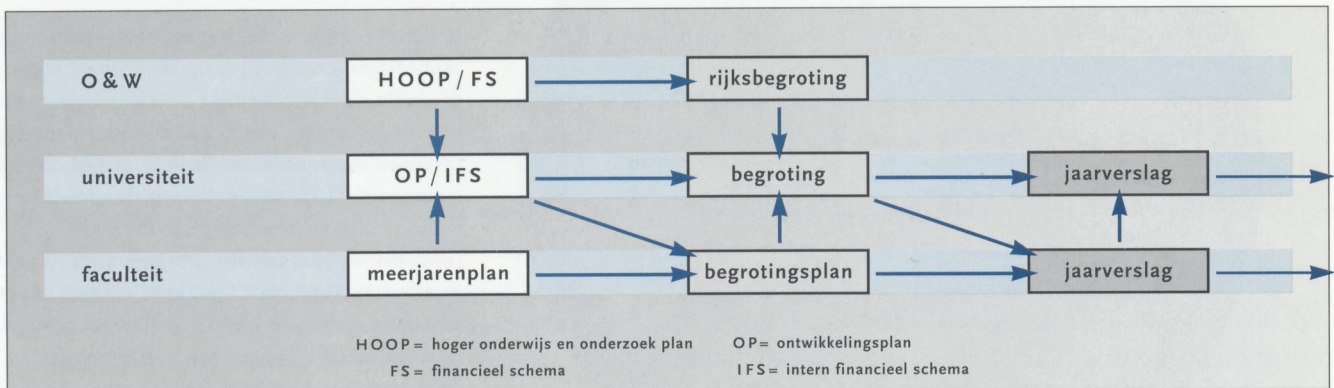 O & W HOOP / FS rijksbegroting
universiteit OP / IFS begroting jaarverslag
faculteit meerjarenplan begrotingsplan jaarverslag
HOOP = hoger onderwijs en onderzoek plan OP = ontwikkelingsplan
FS = financieel schema IFS = intern financieel schema